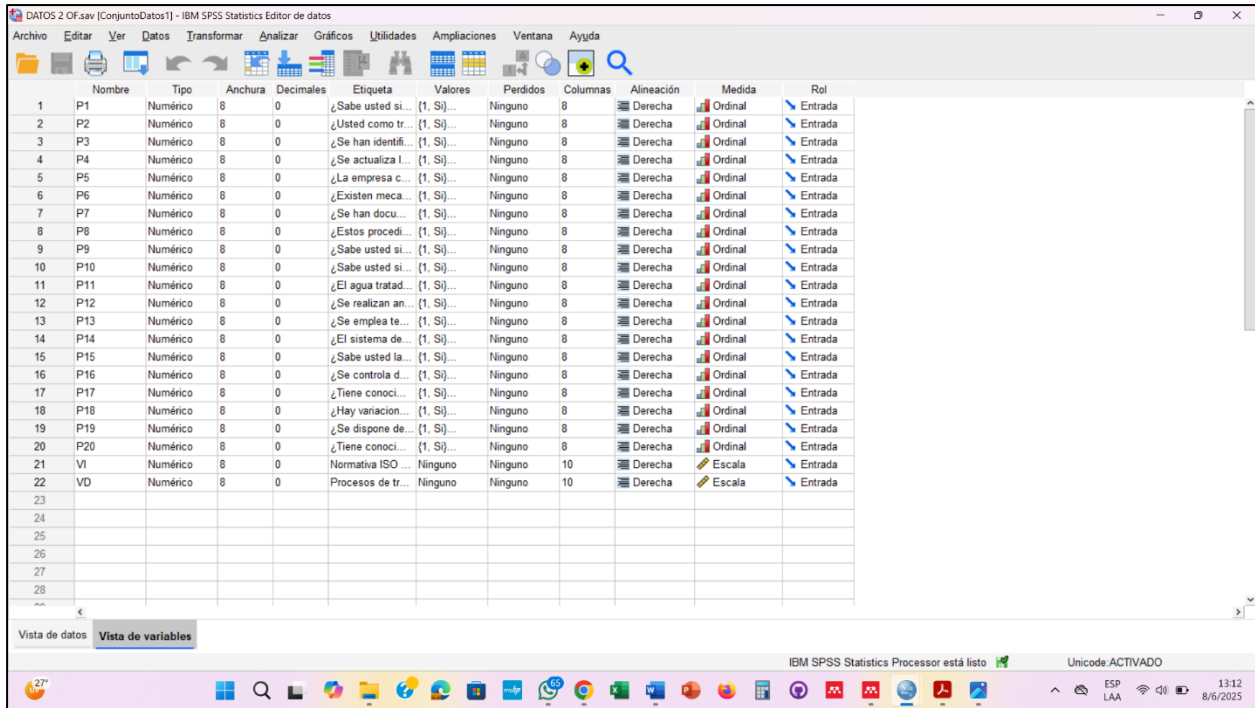 DATOS 2 OF.sav [ConjuntoDatos1] - IBM SPSS Statistics Editor de datos
Archivo Editar Ver Datos Transformar Analizar Gráficos Utilidades Ampliaciones Ventana Ayuda
Nombre Tipo Anchura Decimales Etiqueta Valores Perdidos Columnas Alineación Medida Rol
1 P1 Numérico 8 0 ¿Sabe usted si... {1, Si}... Ninguno 8 Derecha Ordinal Entrada
2 P2 Numérico 8 0 ¿Usted como tr... {1, Si}... Ninguno 8 Derecha Ordinal Entrada
3 P3 Numérico 8 0 ¿Se han identifi... {1, Si}... Ninguno 8 Derecha Ordinal Entrada
4 P4 Numérico 8 0 ¿Se actualiza l... {1, Si}... Ninguno 8 Derecha Ordinal Entrada
5 P5 Numérico 8 0 ¿La empresa c... {1, Si}... Ninguno 8 Derecha Ordinal Entrada
6 P6 Numérico 8 0 ¿Existen meca... {1, Si}... Ninguno 8 Derecha Ordinal Entrada
7 P7 Numérico 8 0 ¿Se han docu... {1, Si}... Ninguno 8 Derecha Ordinal Entrada
8 P8 Numérico 8 0 ¿Estos procedi... {1, Si}... Ninguno 8 Derecha Ordinal Entrada
9 P9 Numérico 8 0 ¿Sabe usted si... {1, Si}... Ninguno 8 Derecha Ordinal Entrada
10 P10 Numérico 8 0 ¿Sabe usted si... {1, Si}... Ninguno 8 Derecha Ordinal Entrada
11 P11 Numérico 8 0 ¿El agua tratad... {1, Si}... Ninguno 8 Derecha Ordinal Entrada
12 P12 Numérico 8 0 ¿Se realizan an... {1, Si}... Ninguno 8 Derecha Ordinal Entrada
13 P13 Numérico 8 0 ¿Se emplea te... {1, Si}... Ninguno 8 Derecha Ordinal Entrada
14 P14 Numérico 8 0 ¿El sistema de... {1, Si}... Ninguno 8 Derecha Ordinal Entrada
15 P15 Numérico 8 0 ¿Sabe usted la... {1, Si}... Ninguno 8 Derecha Ordinal Entrada
16 P16 Numérico 8 0 ¿Se controla d... {1, Si}... Ninguno 8 Derecha Ordinal Entrada
17 P17 Numérico 8 0 ¿Tiene conoci... {1, Si}... Ninguno 8 Derecha Ordinal Entrada
18 P18 Numérico 8 0 ¿Hay variacion... {1, Si}... Ninguno 8 Derecha Ordinal Entrada
19 P19 Numérico 8 0 ¿Se dispone de... {1, Si}... Ninguno 8 Derecha Ordinal Entrada
20 P20 Numérico 8 0 ¿Tiene conoci... {1, Si}... Ninguno 8 Derecha Ordinal Entrada
21 VI Numérico 8 0 Normativa ISO ... Ninguno Ninguno 10 Derecha Escala Entrada
22 VD Numérico 8 0 Procesos de tr... Ninguno Ninguno 10 Derecha Escala Entrada
23
24
25
26
27
28
Vista de datos Vista de variables
IBM SPSS Statistics Processor está listo Unicode:ACTIVADO
27°
65
ESP
LAA
13:12
8/6/2025